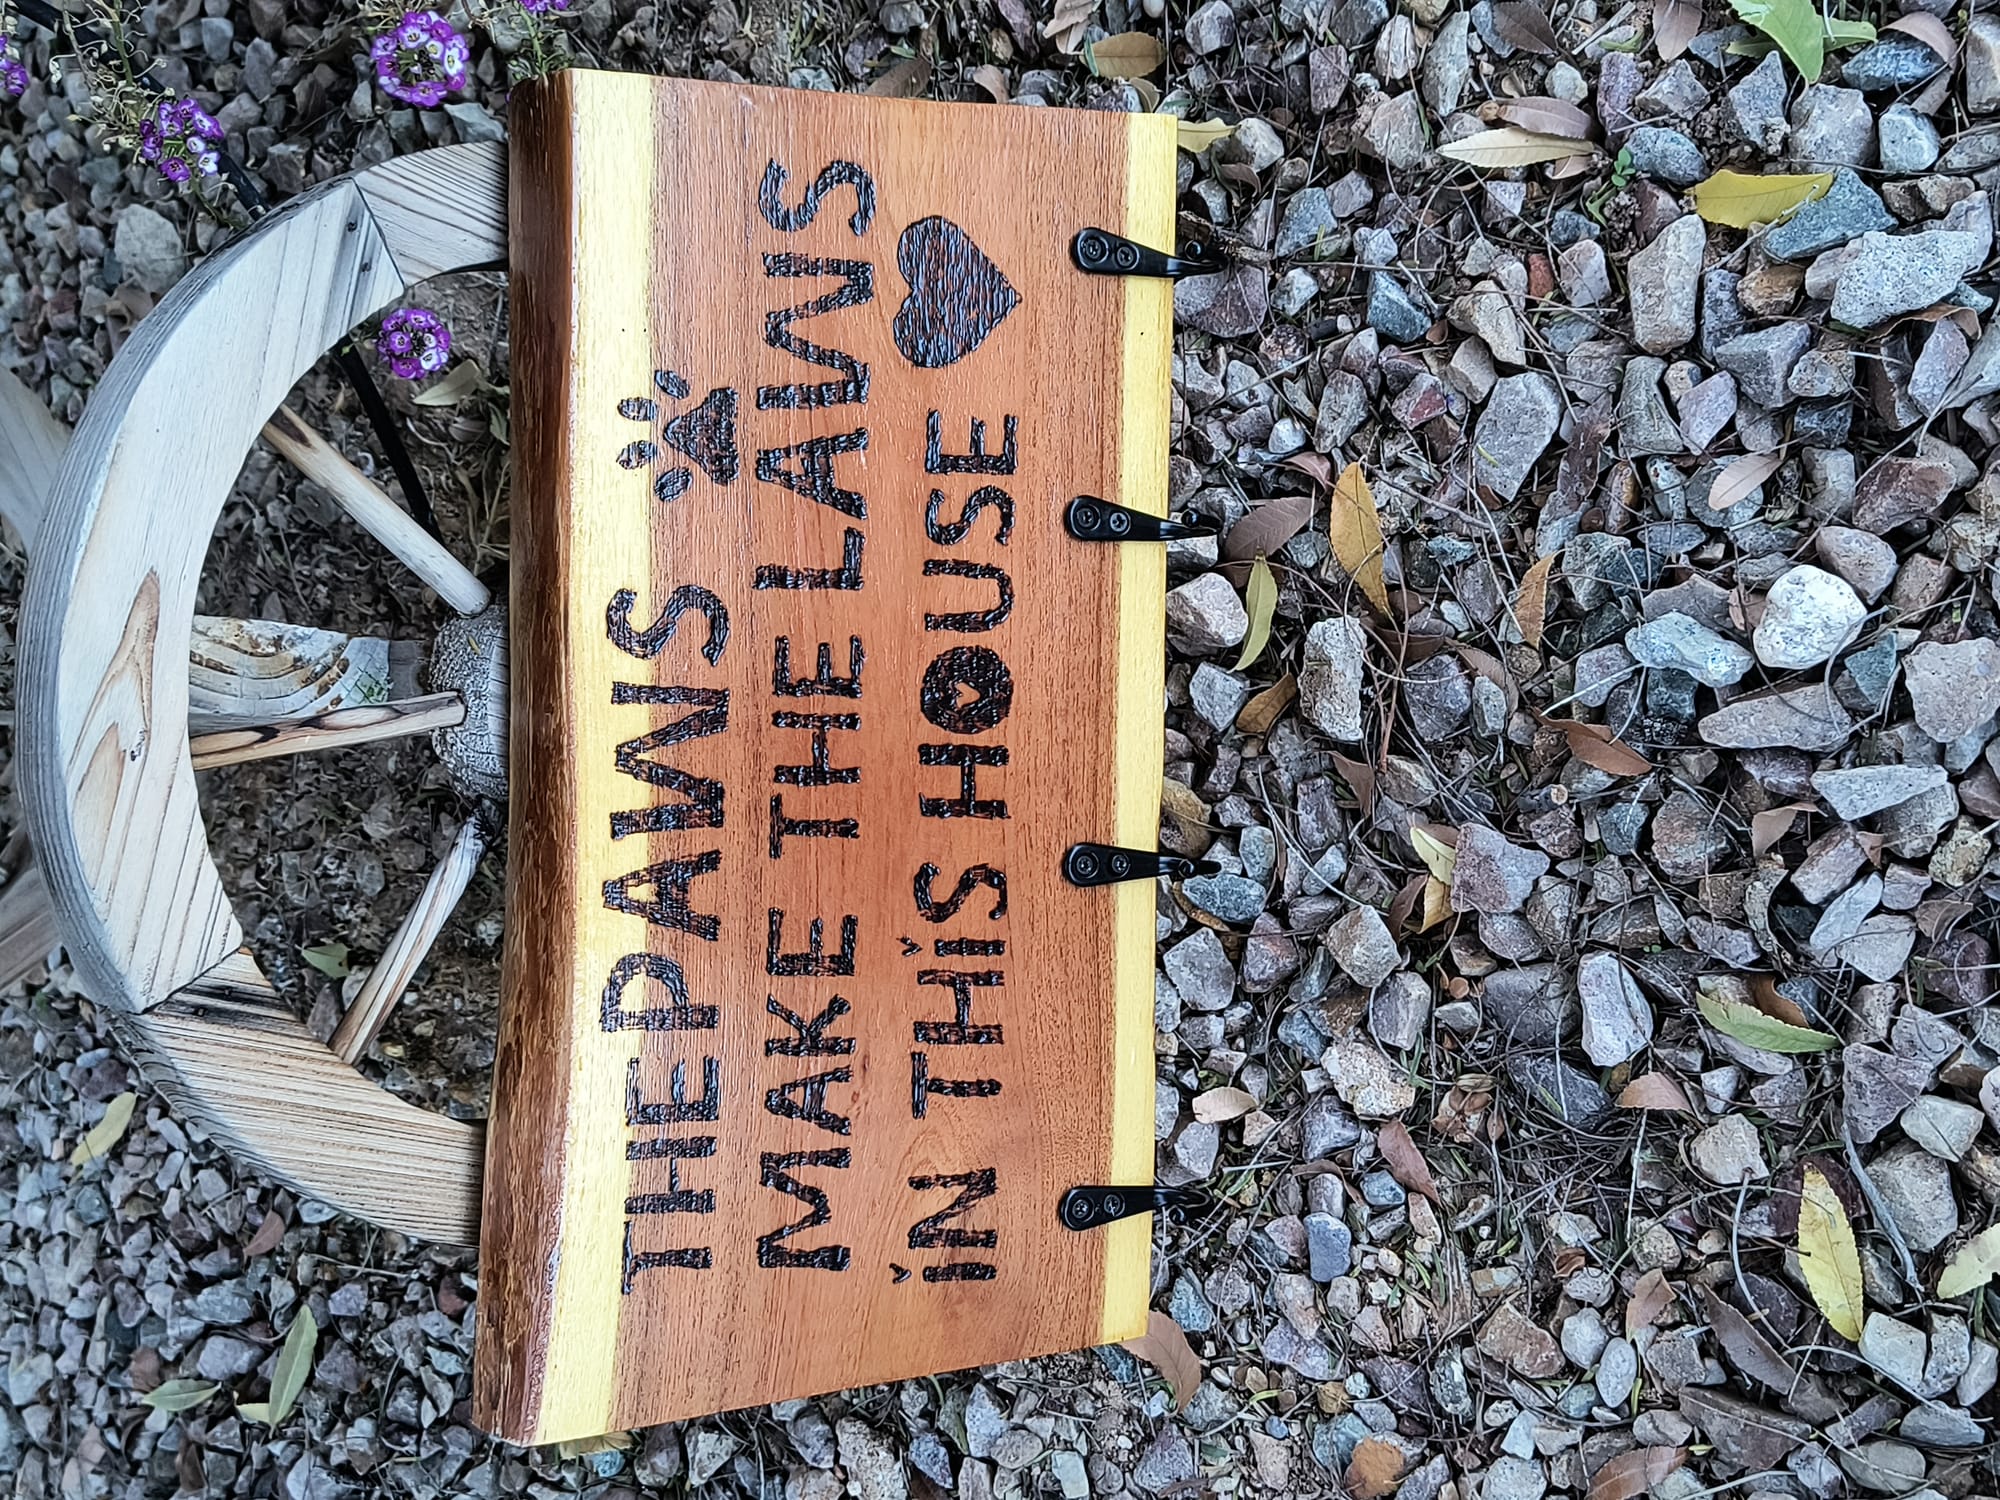 THE PAWS
MAKE THE LAWS
iN THiS HOUSE